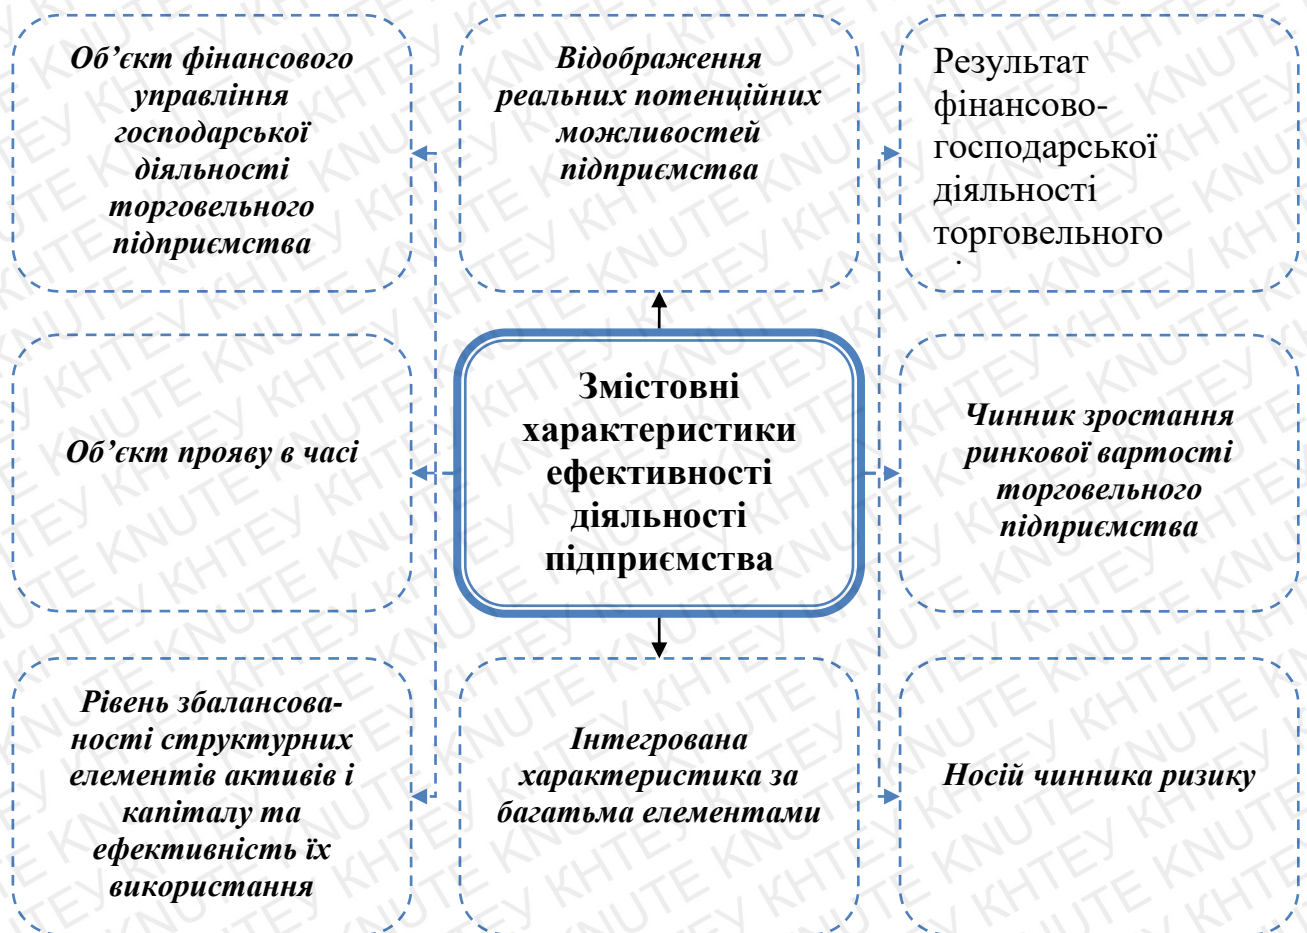 Об’єкт фінансового
управління
господарської
діяльності
торговельного
підприємства
Відображення
реальних потенційних
можливостей
підприємства
Результат
фінансово-
господарської
діяльності
торговельного
Об’єкт прояву в часі
Змістовні
характеристики
ефективності
діяльності
підприємства
Чинник зростання
ринкової вартості
торговельного
підприємства
Рівень збалансова-
ності структурних
елементів активів і
капіталу та
ефективність їх
використання
Інтегрована
характеристика за
багатьма елементами
Носій чинника ризику